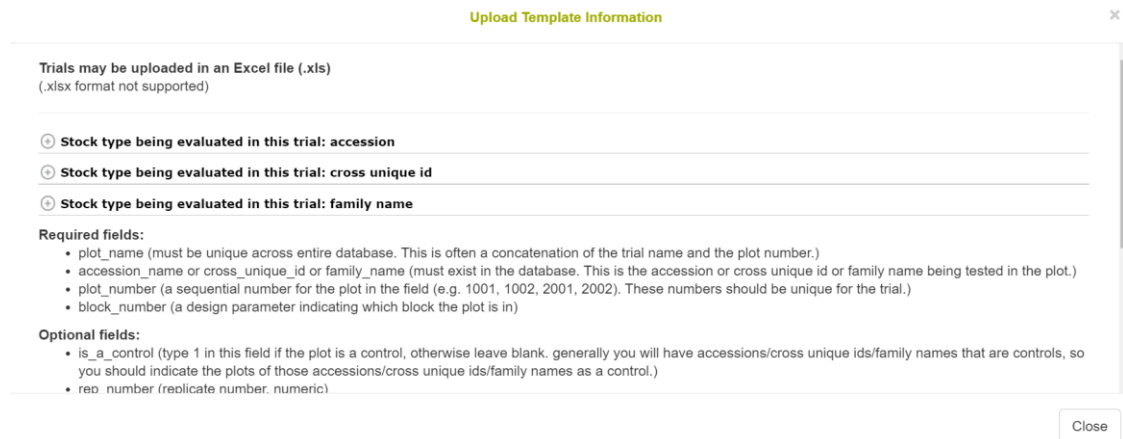 Upload Template Information
×
Trials may be uploaded in an Excel file (.xls)
(.xlsx format not supported)
Stock type being evaluated in this trial: accession
Stock type being evaluated in this trial: cross unique id
Stock type being evaluated in this trial: family name
Required fields:
• plot_name (must be unique across entire database. This is often a concatenation of the trial name and the plot number.)
• accession_name or cross_unique_id or family_name (must exist in the database. This is the accession or cross unique id or family name being tested in the plot.)
• plot_number (a sequential number for the plot in the field (e.g. 1001, 1002, 2001, 2002). These numbers should be unique for the trial.)
• block_number (a design parameter indicating which block the plot is in)
Optional fields:
• is_a_control (type 1 in this field if the plot is a control, otherwise leave blank. generally you will have accessions/cross unique ids/family names that are controls, so
you should indicate the plots of those accessions/cross unique ids/family names as a control.)
• rep_number (replicate number, numeric)
Close